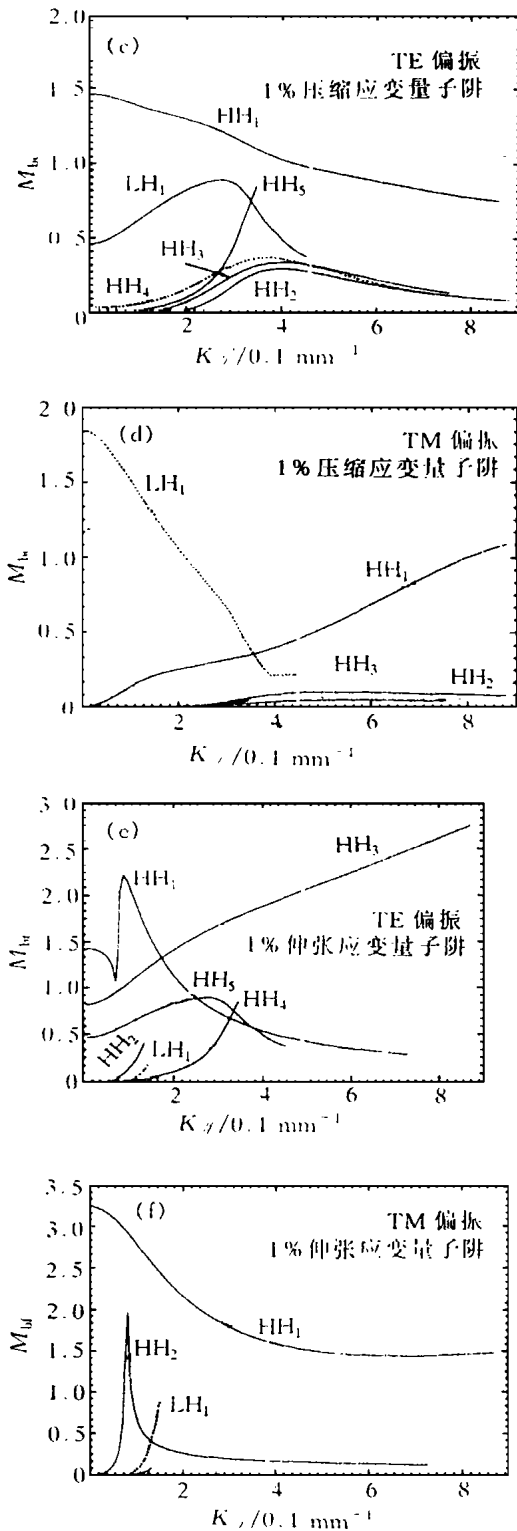 (c)
TE 偏振
1%压缩应变量子阱
2.0
1.5
1.0
0.5
0
HH₁
LH₁
HH₅
HH₃
HH₄
HH₂
2
4
6
8
K∥/0.1 mm⁻¹
(d)
TM 偏振
1%压缩应变量子阱
2.0
1.5
1.0
0.5
0
LH₁
HH₁
HH₃
HH₂
2
4
6
8
/0.1 mm⁻¹
(e)
3.0
2.5
2.0
1.5
1.0
0.5
0
HH₃
HH₁
TE 偏振
1%伸张应变量子阱
HH₅
HH₄
HH₂
LH₁
2
4
6
8
K∥/0.1 mm⁻¹
(f)
TM 偏振
1%伸张应变量子阱
3.5
3.0
2.5
2.0
1.5
1.0
0.5
0
HH₁
HH₂
LH₁
2
4
6
8
/0.1 mm⁻¹